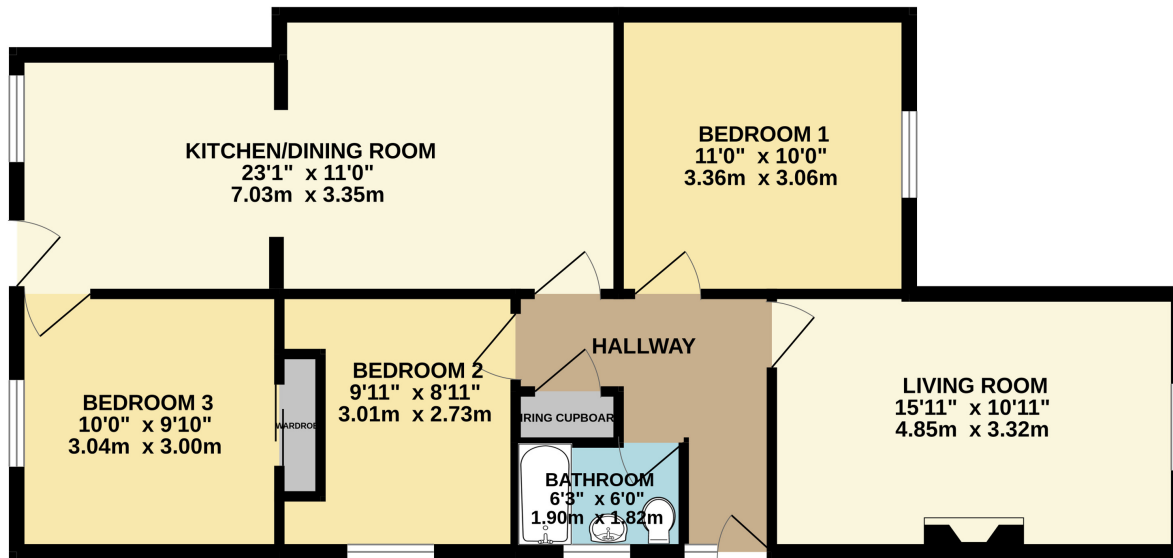 KITCHEN/DINING ROOM
23'1" x 11'0"
7.03m x 3.35m
BEDROOM 1
11'0" x 10'0"
3.36m x 3.06m
HALLWAY
BEDROOM 2
9'11" x 8'11"
3.01m x 2.73m
BEDROOM 3
10'0" x 9'10"
3.04m x 3.00m
WARDROBE
IRING CUPBOAR
LIVING ROOM
15'11" x 10'11"
4.85m x 3.32m
BATHROOM
6'3" x 6'0"
1.90m x 1.82m